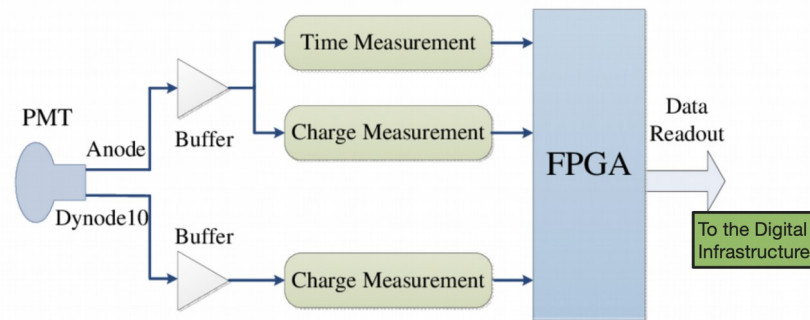 Time Measurement
PMT
Anode
Buffer
Charge Measurement
Dynode10
Buffer
Charge Measurement
FPGA
Data
Readout
To the Digital
Infrastructure